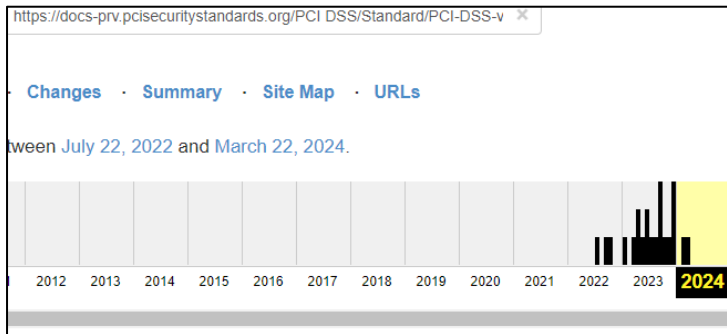 https://docs-prv.pcisecuritystandards.org/PCI DSS/Standard/PCI-DSS-v ×
· Changes · Summary · Site Map · URLs
tween July 22, 2022 and March 22, 2024.
2012 2013 2014 2015 2016 2017 2018 2019 2020 2021 2022 2023 2024